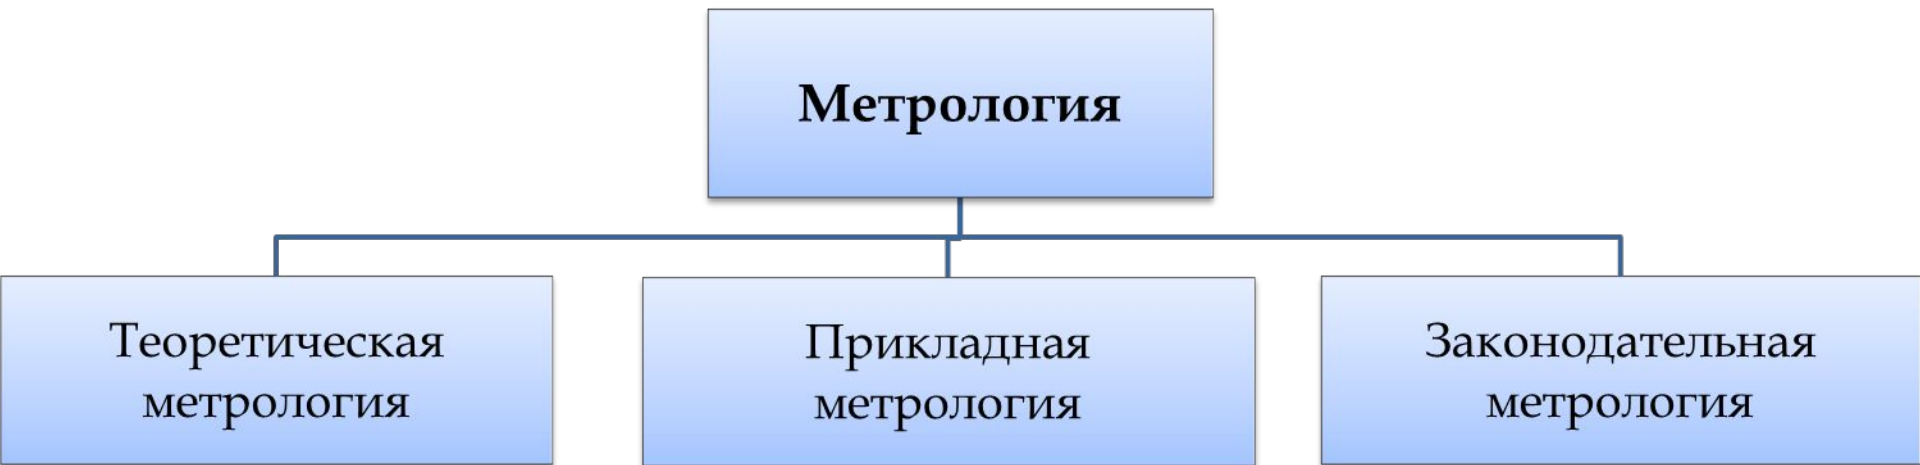 Метрология
Теоретическая
метрология
Прикладная
метрология
Законодательная
метрология